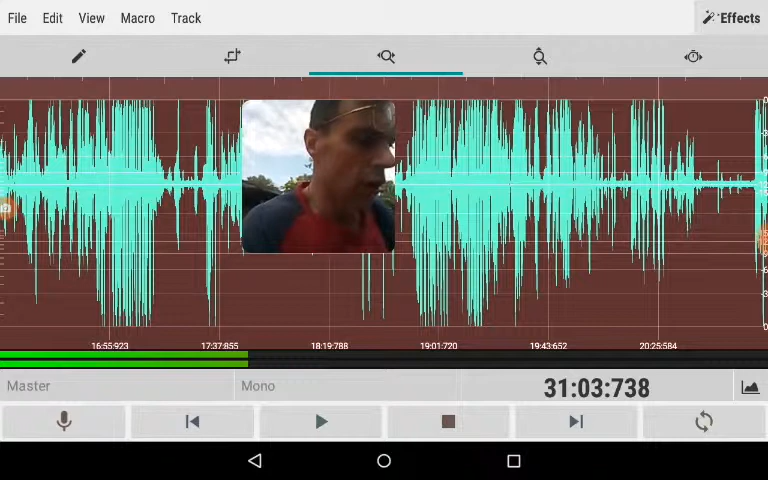 File Edit View Macro Track Effects
16:55:923 17:37:855 18:19:788 19:01:720 19:43:652 20:25:584
Master Mono 31:03:738